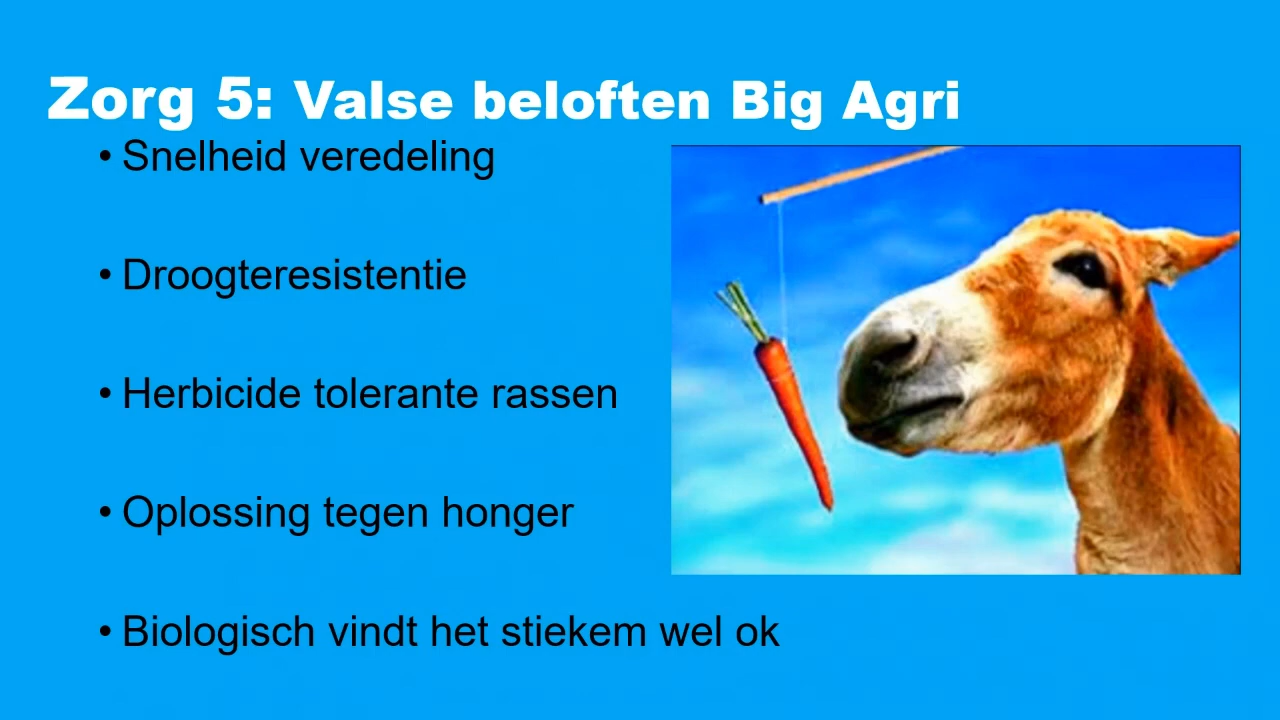 Zorg 5: Valse beloften Big Agri
• Snelheid veredeling
• Droogteresistentie
• Herbicide tolerante rassen
• Oplossing tegen honger
• Biologisch vindt het stiekem wel ok